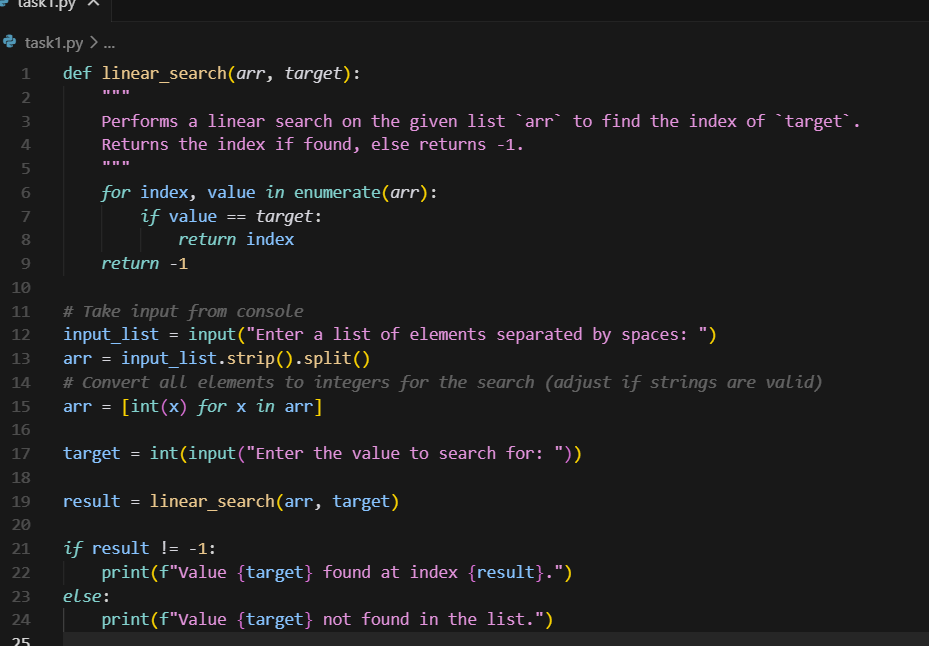 task1.py ×
task1.py > ...
1 def linear_search(arr, target):
2 """
3 Performs a linear search on the given list `arr` to find the index of `target`.
4 Returns the index if found, else returns -1.
5 """
6 for index, value in enumerate(arr):
7 if value == target:
8 return index
9 return -1
10
11 # Take input from console
12 input_list = input("Enter a list of elements separated by spaces: ")
13 arr = input_list.strip().split()
14 # Convert all elements to integers for the search (adjust if strings are valid)
15 arr = [int(x) for x in arr]
16
17 target = int(input("Enter the value to search for: "))
18
19 result = linear_search(arr, target)
20
21 if result != -1:
22 print(f"Value {target} found at index {result}.")
23 else:
24 print(f"Value {target} not found in the list.")
25